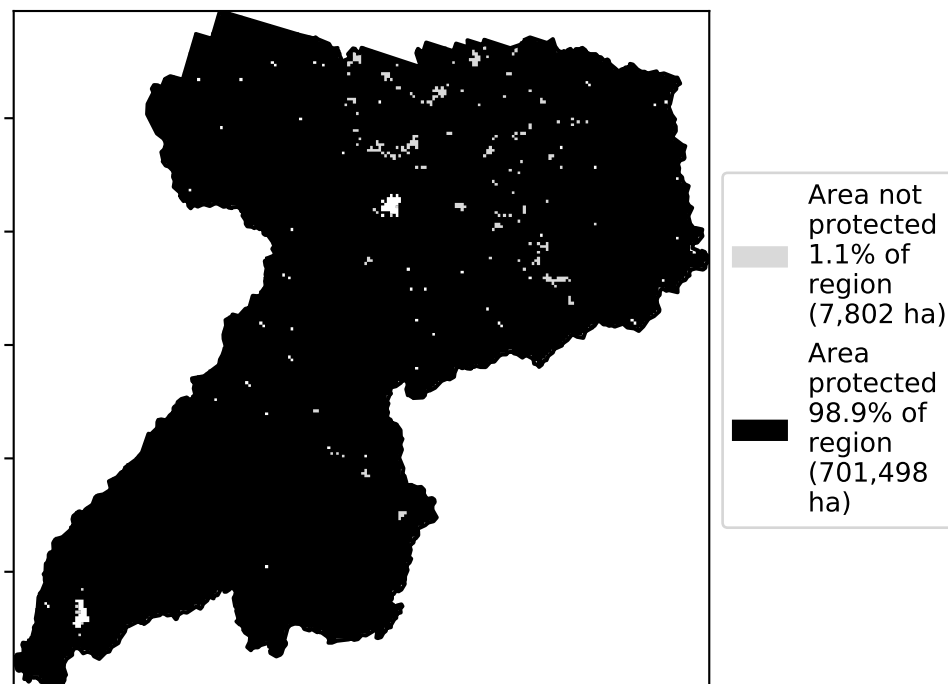 Area not
protected
1.1% of
region
(7,802 ha)
Area
protected
98.9% of
region
(701,498
ha)